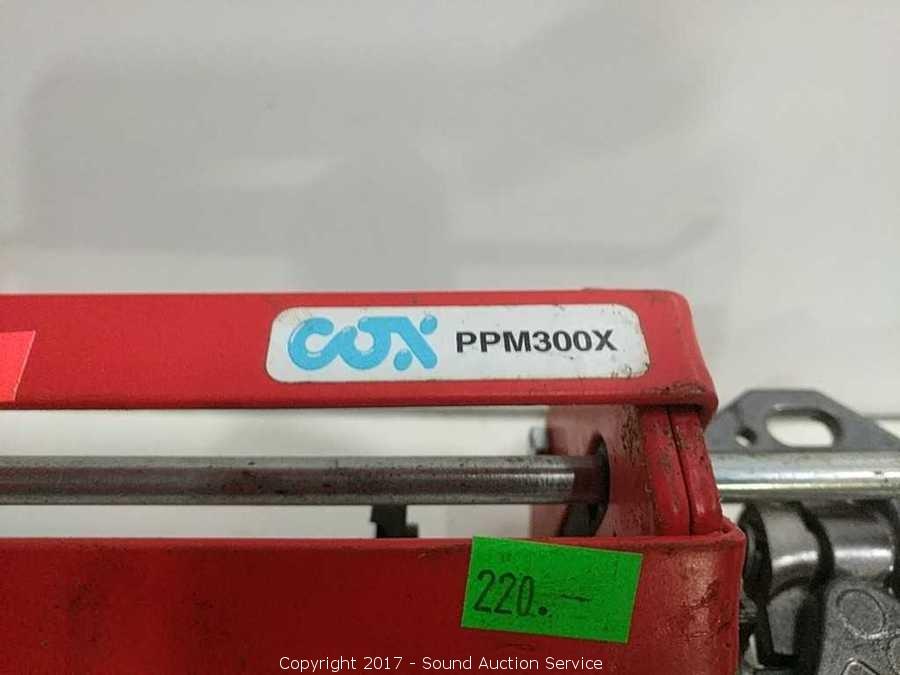 COX PPM300X
220.—
Copyright 2017 - Sound Auction Service